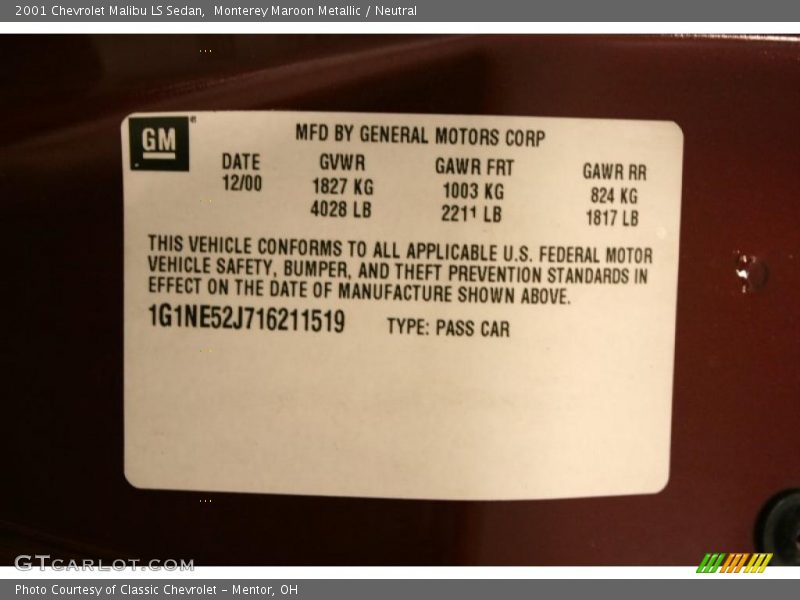 2001 Chevrolet Malibu LS Sedan,  Monterey Maroon Metallic / Neutral
GM
MFD BY GENERAL MOTORS CORP
DATE GVWR GAWR FRT GAWR RR
12/00 1827 KG 1003 KG 824 KG
4028 LB 2211 LB 1817 LB
THIS VEHICLE CONFORMS TO ALL APPLICABLE U.S. FEDERAL MOTOR
VEHICLE SAFETY, BUMPER, AND THEFT PREVENTION STANDARDS IN
EFFECT ON THE DATE OF MANUFACTURE SHOWN ABOVE.
1G1NE52J716211519 TYPE: PASS CAR
GTCARLOT.COM
Photo Courtesy of Classic Chevrolet - Mentor, OH